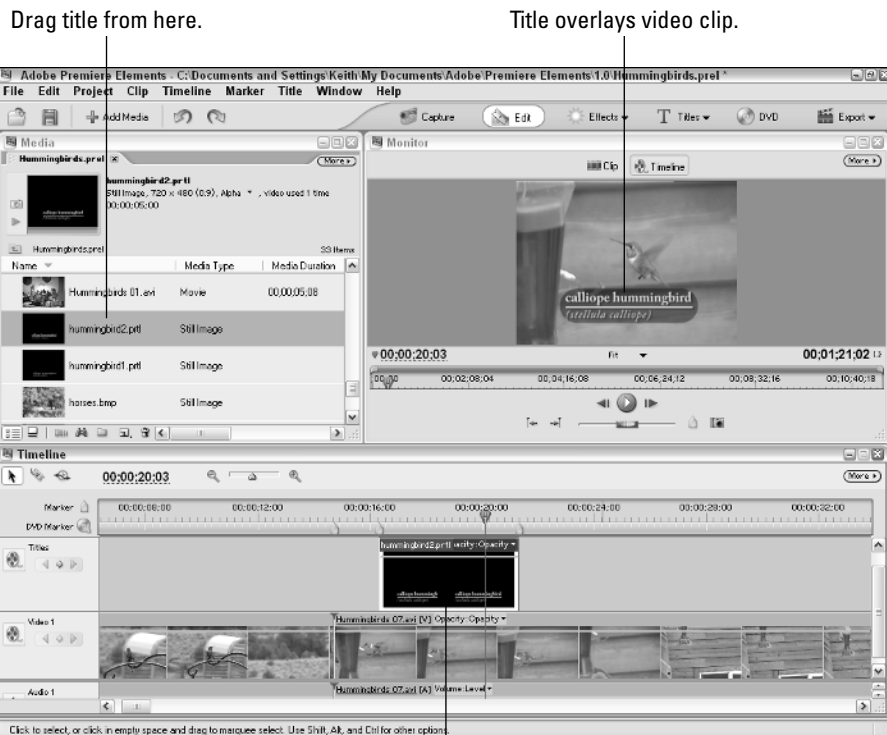 Drag title from here.
Title overlays video clip.
Adobe Premiere Elements - C:\Documents and Settings\Keith\My Documents\Adobe\Premiere Elements\1.0\Hummingbirds.prel *
File Edit Project Clip Timeline Marker Title Window Help
Add Media
Capture Edit Effects Titles DVD Export
Media
Hummingbirds.prel
More
hummingbird2.prtl
Still Image, 720 x 480 (0.9), Alpha , video used 1 time
00;00;05;00
Hummingbirds.prel 33 Items
Name Media Type Media Duration
Hummingbirds 01.avi Movie 00;00;05;08
hummingbird2.prtl Still Image
hummingbird1.prtl Still Image
horses.bmp Still Image
Monitor
Clip Timeline More
calliope hummingbird
(stellula calliope)
00;00;20;03 Fit 00;01;21;02
00;00 00;02;08;04 00;04;16;08 00;06;24;12 00;08;32;16 00;10;40;18
Timeline
00;00;20;03 More
Marker 00;00;08;00 00;00;12;00 00;00;16;00 00;00;20;00 00;00;24;00 00;00;28;00 00;00;32;00
DVD Marker
Titles
hummingbird2.prtl acity:Opacity
calliope hummingbird
Video 1
Hummingbirds 07.avi [V] Opacity:Opacity
Audio 1
Hummingbirds 07.avi [A] Volume:Level
Click to select, or click in empty space and drag to marquee select. Use Shift, Alt, and Ctrl for other options.